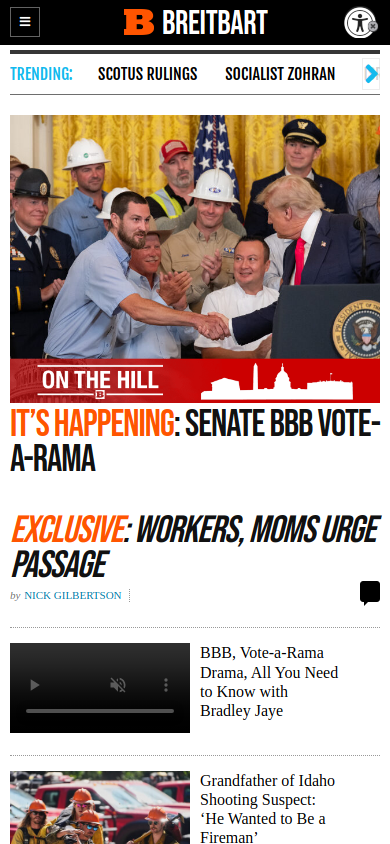 B BREITBART
TRENDING:
SCOTUS RULINGS
SOCIALIST ZOHRAN
ON THE HILL
B
IT'S HAPPENING: SENATE BBB VOTE-
A-RAMA
EXCLUSIVE: WORKERS, MOMS URGE
PASSAGE
by NICK GILBERTSON
BBB, Vote-a-Rama
Drama, All You Need
to Know with
Bradley Jaye
Grandfather of Idaho
Shooting Suspect:
‘He Wanted to Be a
Fireman’